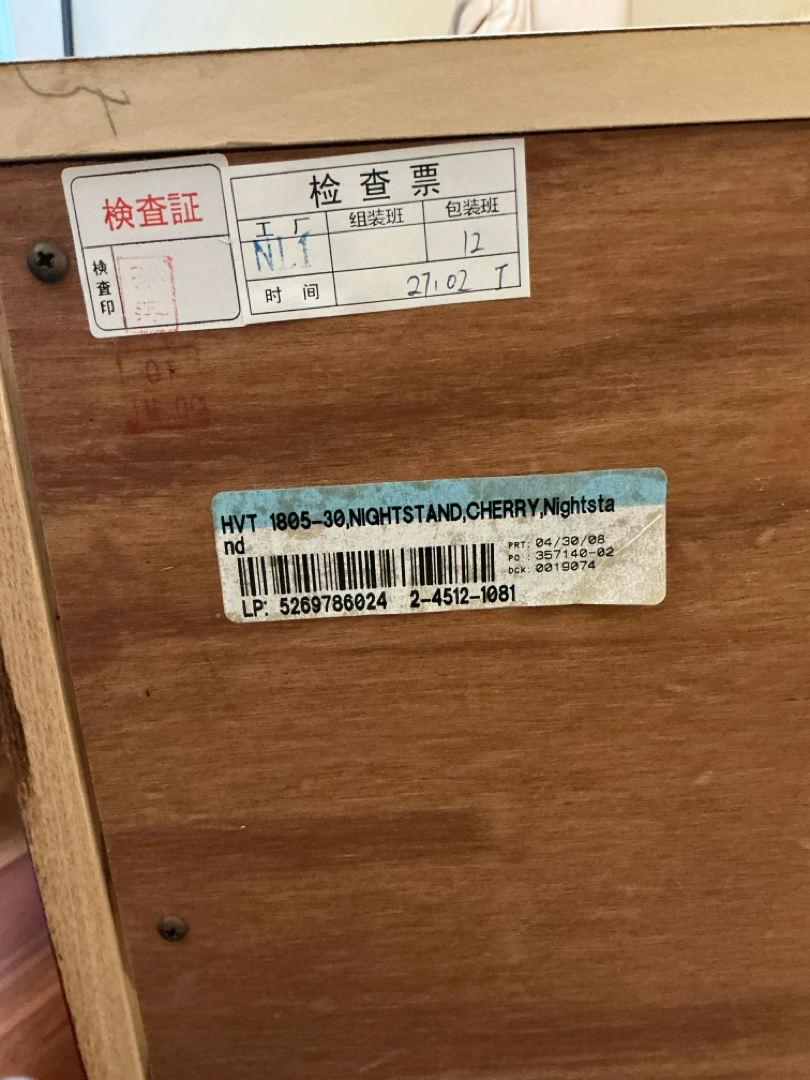 検査証
検査印
检查票
工厂 组装班 包装班
NL1 12
时间 27.02 T
HVT 1805-30,NIGHTSTAND,CHERRY,Nightsta
nd
PRT: 04/30/08
PO : 357140-02
DCK: 0019074
LP: 5269786024 2-4512-1081